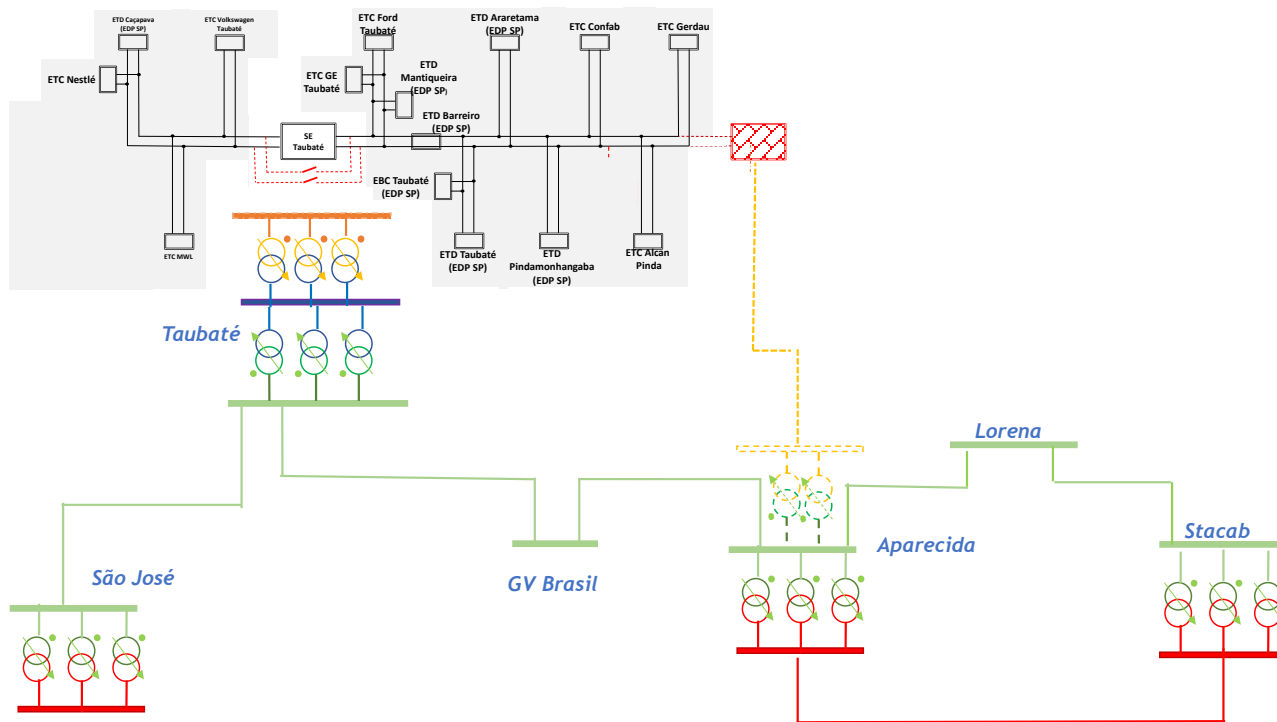 ETD Caçapava
(EDP SP)
ETC Volkswagen
Taubaté
ETC Ford
Taubaté
ETD Araretama
(EDP SP)
ETC Confab
ETC Gerdau
ETC Nestlé
ETC GE
Taubaté
ETD
Mantiqueira
(EDP SP)
ETD Barreiro
(EDP SP)
SE
Taubaté
EBC Taubaté
(EDP SP)
ETC MWL
ETD Taubaté
(EDP SP)
ETD
Pindamonhangaba
(EDP SP)
ETC Alcan
Pinda
Taubaté
Lorena
Aparecida
Stacab
São José
GV Brasil